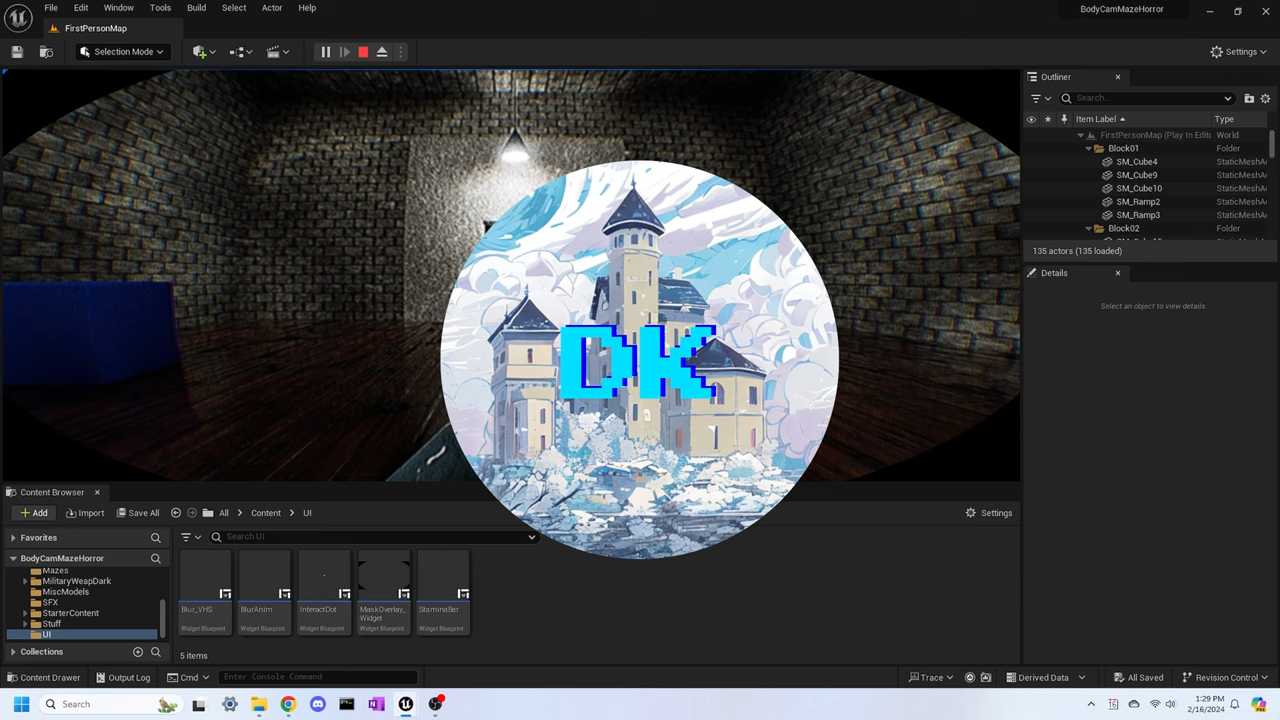 File Edit Window Tools Build Select Actor Help
BodyCamMazeHorror
FirstPersonMap
Selection Mode
Settings
Outliner
Search...
Item Label
Type
FirstPersonMap (Play In Edito
World
Block01
Folder
SM_Cube4
StaticMeshA
SM_Cube9
StaticMeshA
SM_Cube10
StaticMeshA
SM_Ramp2
StaticMeshA
SM_Ramp3
StaticMeshA
Block02
Folder
135 actors (135 loaded)
Details
Select an object to view details.
DK
Content Browser
Add
Import
Save All
All
Content
UI
Settings
Favorites
Search UI
BodyCamMazeHorror
Mazes
MilitaryWeapDark
MiscModels
SFX
StarterContent
Stuff
UI
Collections
Blur_VHS
Widget Blueprint
BlurAnim
Widget Blueprint
InteractDot
Widget Blueprint
MaskOverlay_
Widget
Widget Blueprint
StaminaBar
Widget Blueprint
5 items
Content Drawer
Output Log
Cmd
Enter Console Command
Trace
Derived Data
All Saved
Revision Control
Search
1:29 PM
2/16/2024